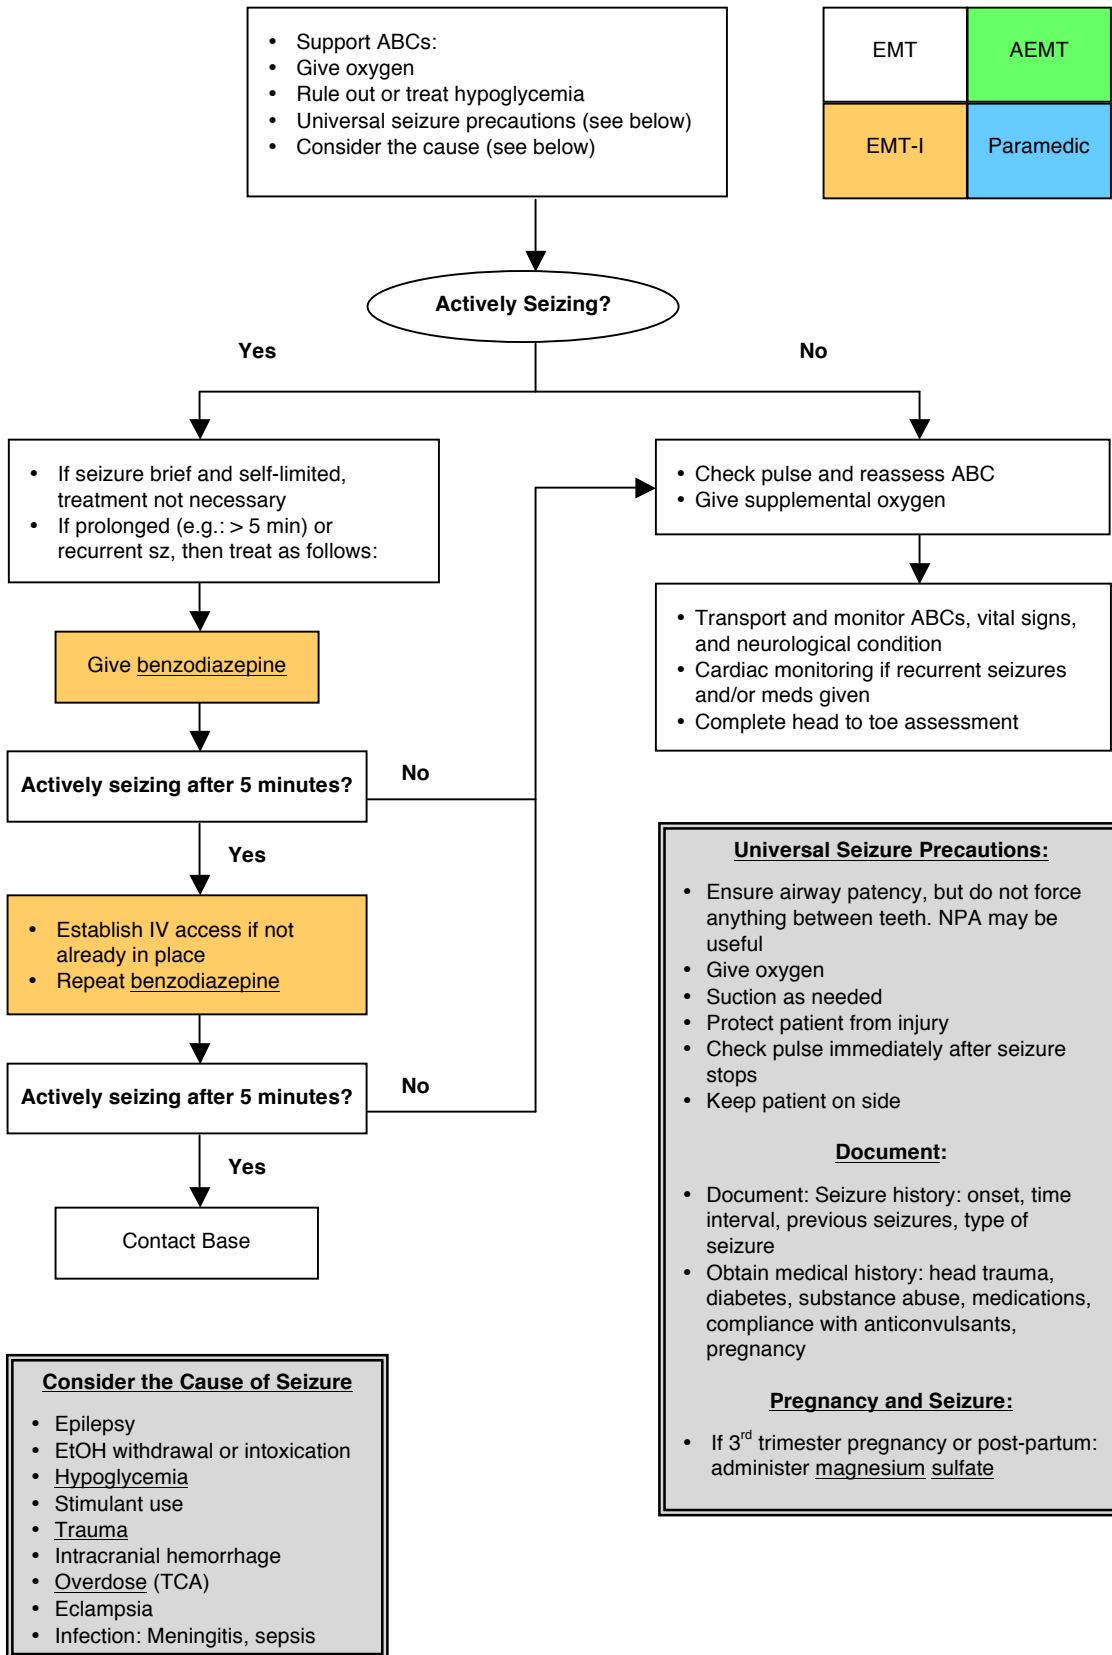 • Support ABCs:
• Give oxygen
• Rule out or treat hypoglycemia
• Universal seizure precautions (see below)
• Consider the cause (see below)
EMT
AEMT
EMT-I
Paramedic
Actively Seizing?
Yes
No
• If seizure brief and self-limited,
treatment not necessary
• If prolonged (e.g.: > 5 min) or
recurrent sz, then treat as follows:
• Check pulse and reassess ABC
• Give supplemental oxygen
Give benzodiazepine
• Transport and monitor ABCs, vital signs,
and neurological condition
• Cardiac monitoring if recurrent seizures
and/or meds given
• Complete head to toe assessment
Actively seizing after 5 minutes?
No
Yes
• Establish IV access if not
already in place
• Repeat benzodiazepine
Actively seizing after 5 minutes?
No
Yes
Contact Base
Universal Seizure Precautions:
• Ensure airway patency, but do not force
anything between teeth. NPA may be
useful
• Give oxygen
• Suction as needed
• Protect patient from injury
• Check pulse immediately after seizure
stops
• Keep patient on side
Document:
• Document: Seizure history: onset, time
interval, previous seizures, type of
seizure
• Obtain medical history: head trauma,
diabetes, substance abuse, medications,
compliance with anticonvulsants,
pregnancy
Pregnancy and Seizure:
• If 3rd trimester pregnancy or post-partum:
administer magnesium sulfate
Consider the Cause of Seizure
• Epilepsy
• EtOH withdrawal or intoxication
• Hypoglycemia
• Stimulant use
• Trauma
• Intracranial hemorrhage
• Overdose (TCA)
• Eclampsia
• Infection: Meningitis, sepsis